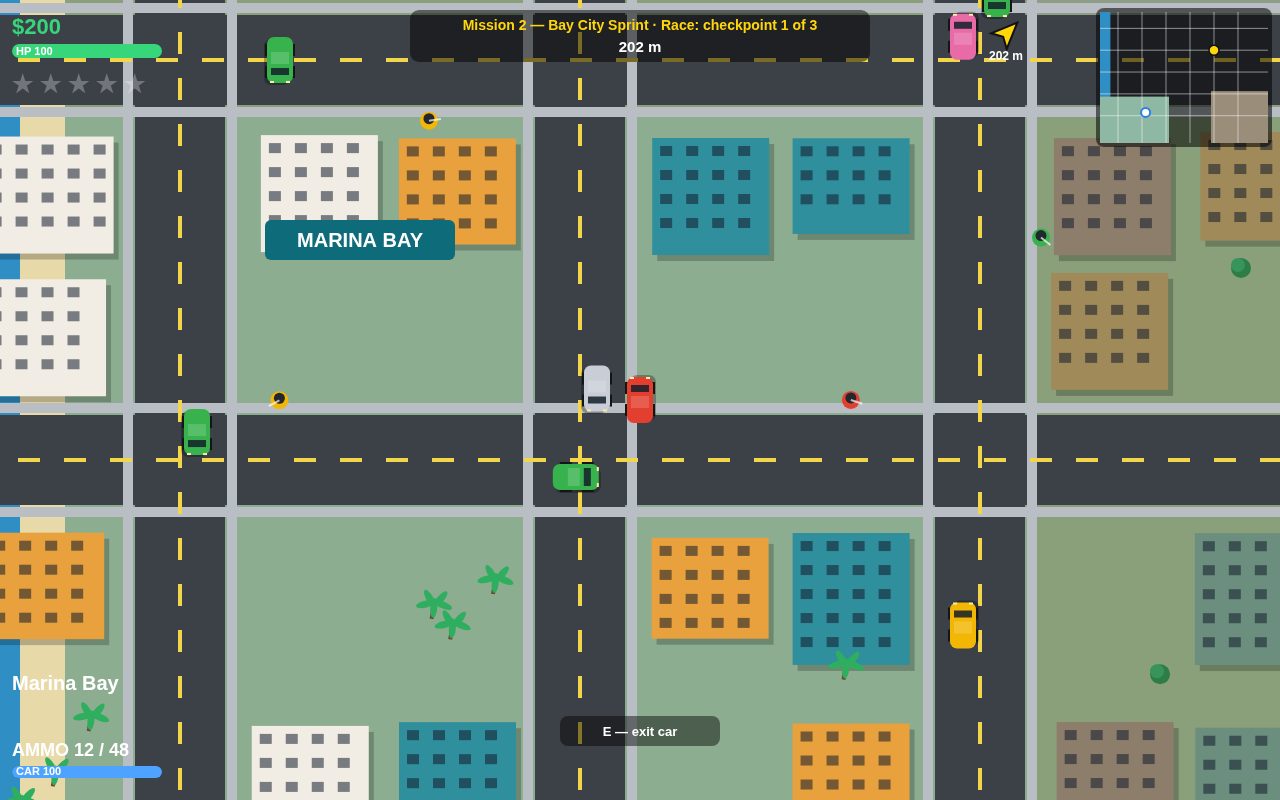 $200
HP 100
Mission 2 — Bay City Sprint · Race: checkpoint 1 of 3
202 m
202 m
MARINA BAY
Marina Bay
AMMO 12 / 48
CAR 100
E — exit car